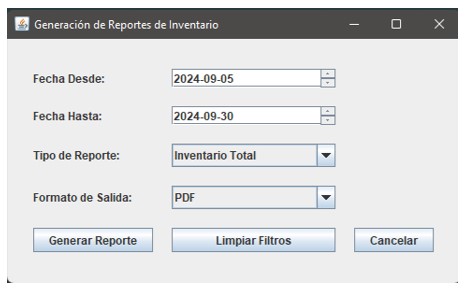 Generación de Reportes de Inventario
Fecha Desde: 2024-09-05
Fecha Hasta: 2024-09-30
Tipo de Reporte: Inventario Total
Formato de Salida: PDF
Generar Reporte Limpiar Filtros Cancelar